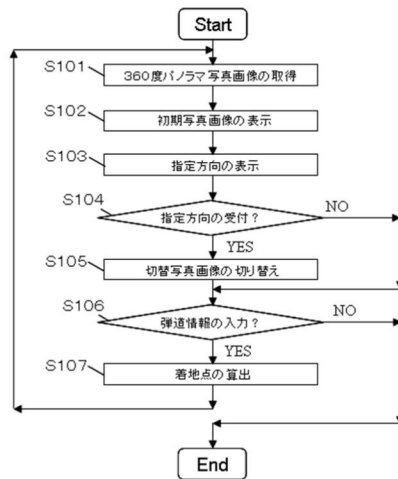 Start
S101
360度パノラマ写真画像の取得
S102
初期写真画像の表示
S103
指定方向の表示
S104
指定方向の受付？
NO
YES
S105
切替写真画像の切り替え
S106
弾道情報の入力？
NO
YES
S107
着地点の算出
End